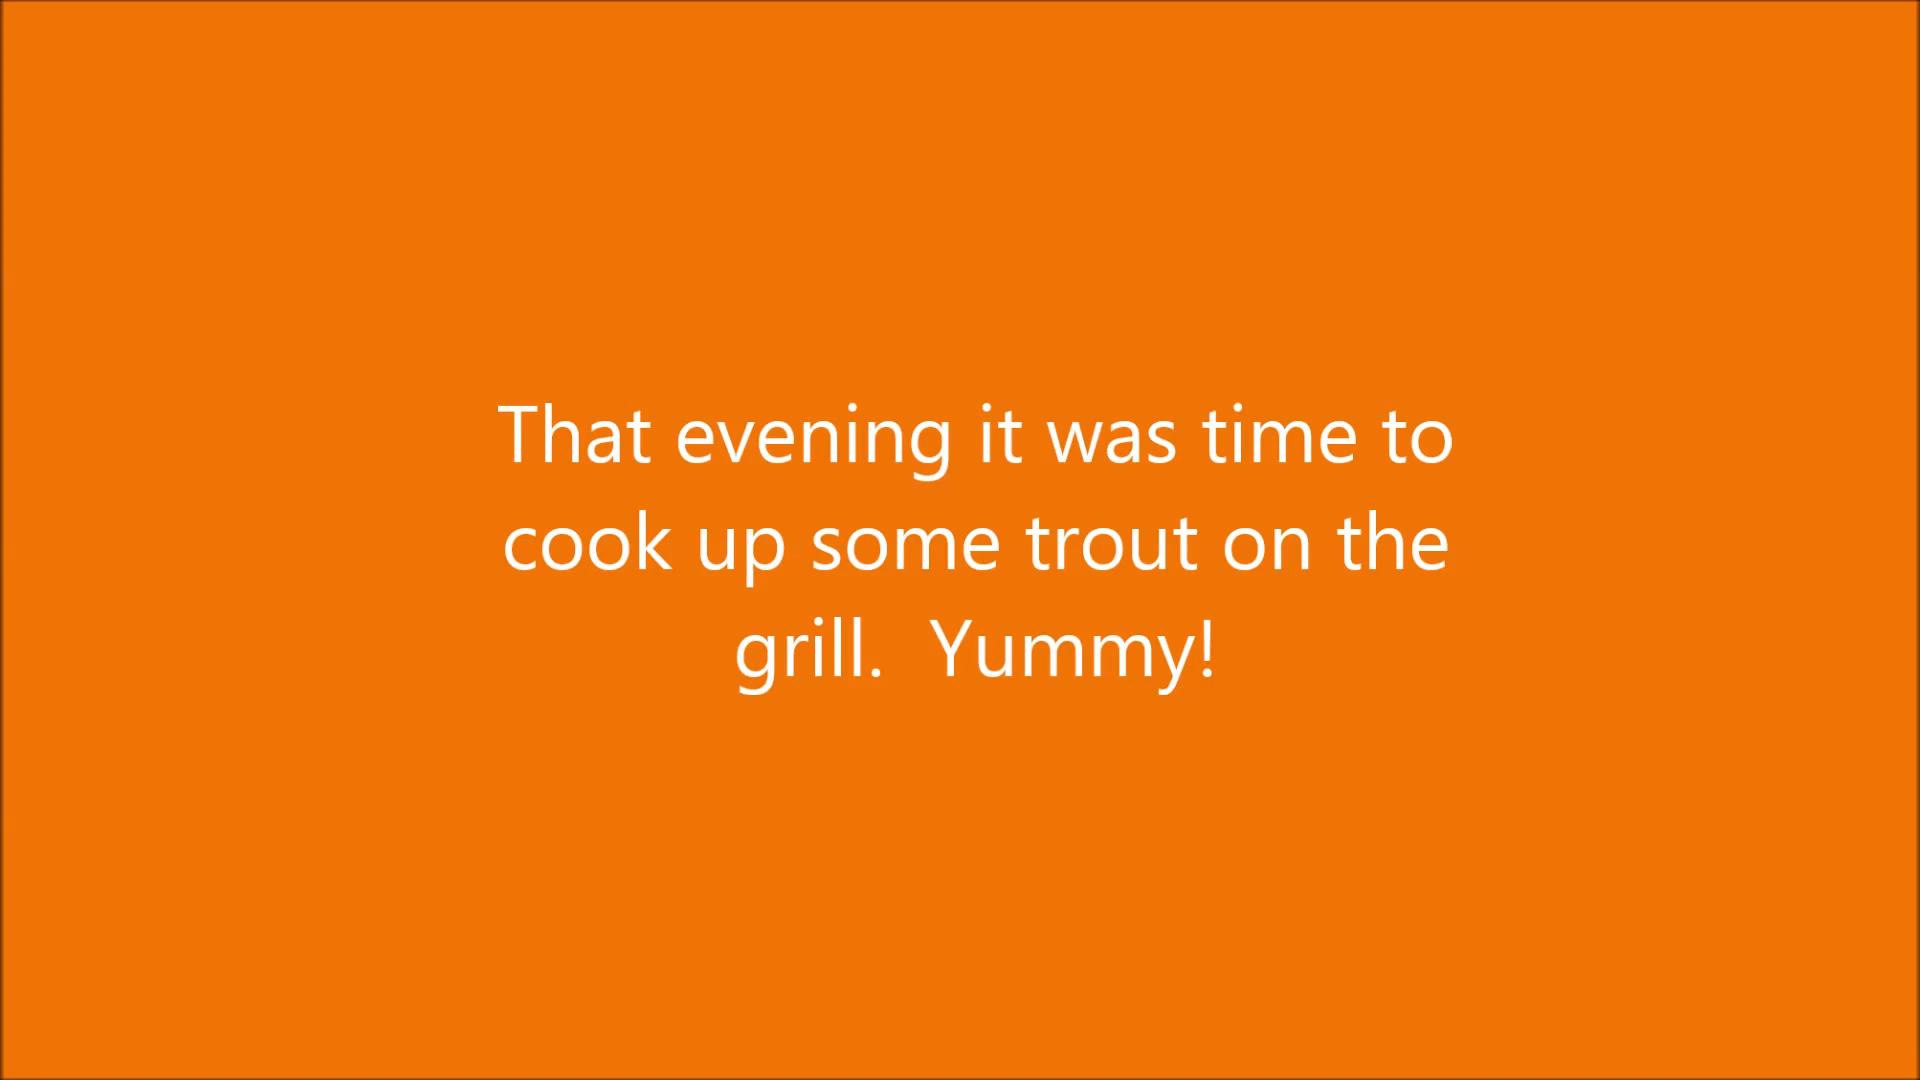 That evening it was time to
cook up some trout on the
grill.  Yummy!